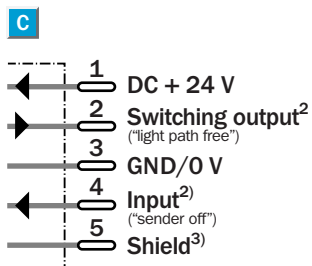 C
1 DC + 24 V
2 Switching output2
("light path free")
3 GND/0 V
4 Input2)
("sender off")
5 Shield3)